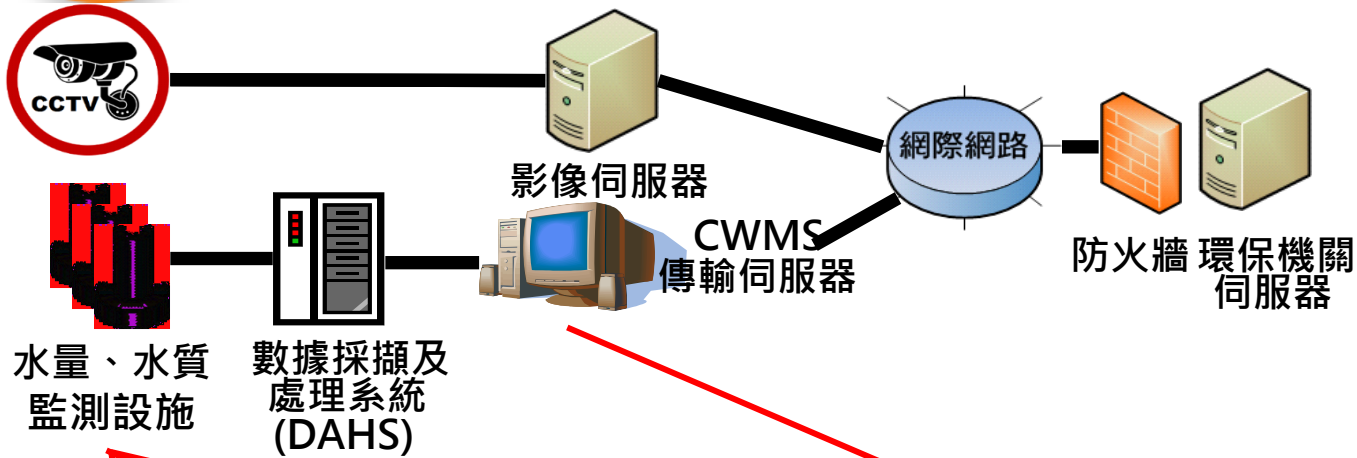 CCTV
影像伺服器
網際網路
CWMS
傳輸伺服器
防火牆
環保機關
伺服器
水量、水質
監測設施
數據採擷及
處理系統
(DAHS)